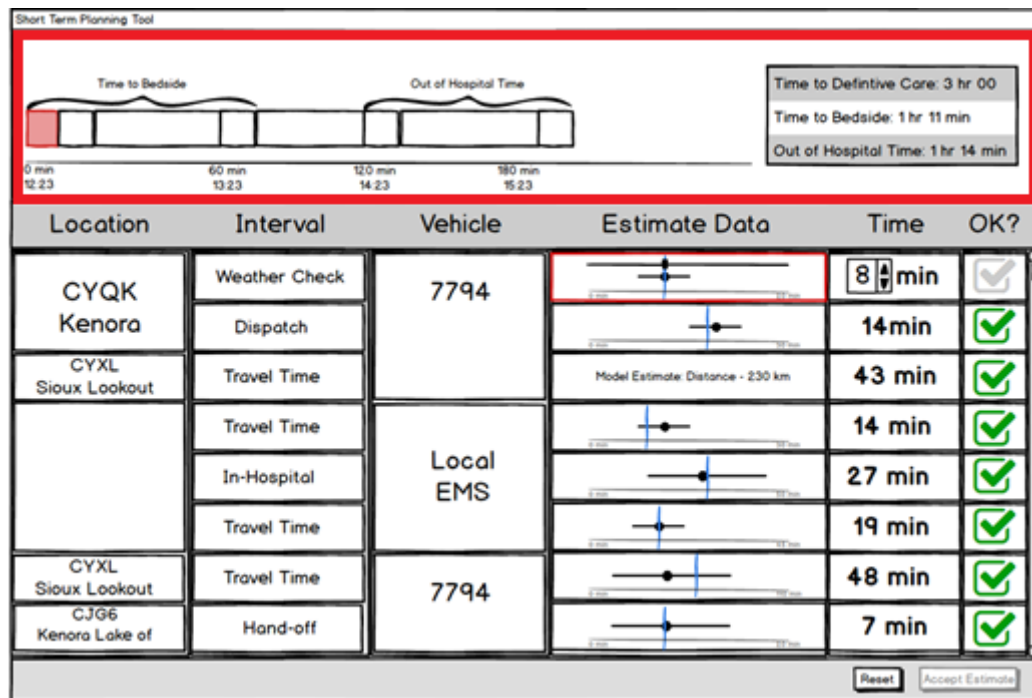 Short Term Planning Tool
Time to Bedside
Out of Hospital Time
Time to Defintive Care: 3 hr 00
Time to Bedside: 1 hr 11 min
Out of Hospital Time: 1 hr 14 min
0 min 60 min 120 min 180 min
12:23 13:23 14:23 15:23
Location Interval Vehicle Estimate Data Time OK?
CYQK
Kenora
Weather Check
7794
8 min
Dispatch
14 min
CYXL
Sioux Lookout
Travel Time
Model Estimate: Distance - 230 km
43 min
Travel Time
Local
EMS
14 min
In-Hospital
27 min
Travel Time
19 min
CYXL
Sioux Lookout
Travel Time
7794
48 min
CJG6
Kenora Lake of
Hand-off
7 min
Reset
Accept Estimate